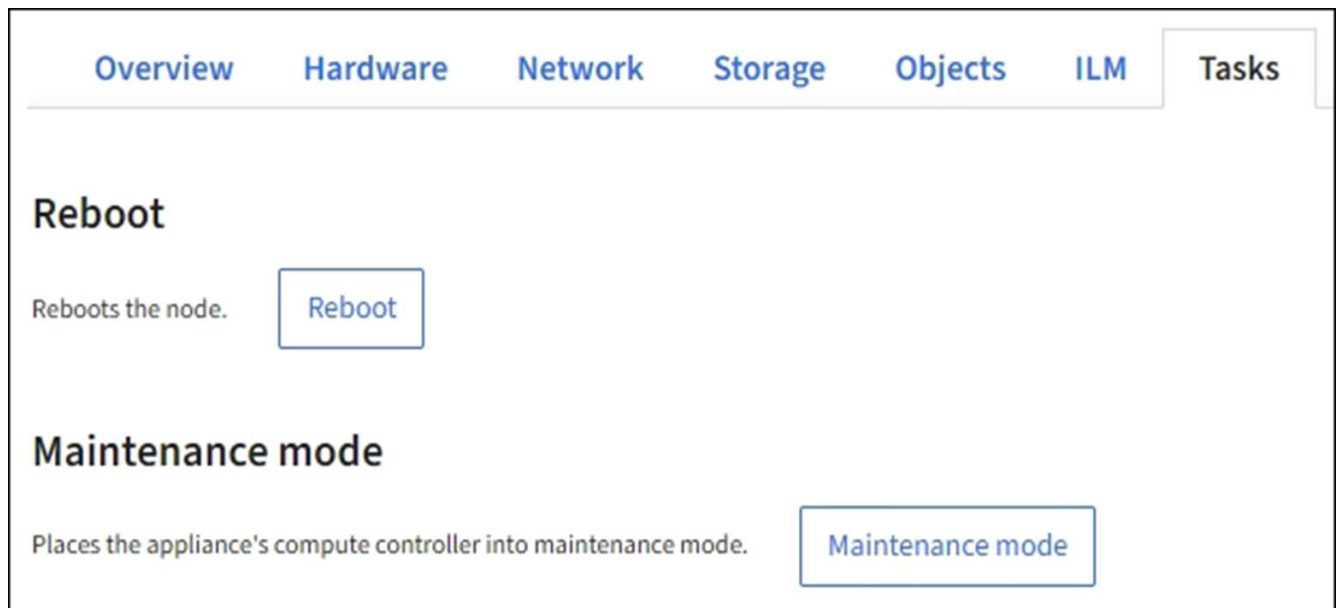 Overview Hardware Network Storage Objects ILM Tasks
Reboot
Reboots the node. Reboot
Maintenance mode
Places the appliance's compute controller into maintenance mode. Maintenance mode